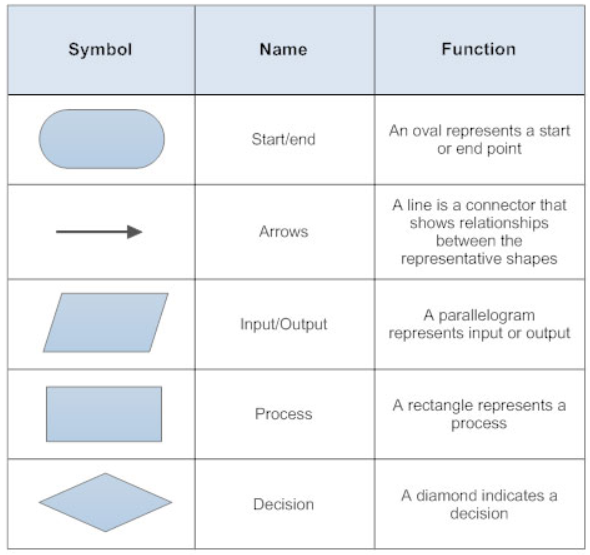 Symbol
Name
Function
Start/end
An oval represents a start
or end point
Arrows
A line is a connector that
shows relationships
between the
representative shapes
Input/Output
A parallelogram
represents input or output
Process
A rectangle represents a
process
Decision
A diamond indicates a
decision